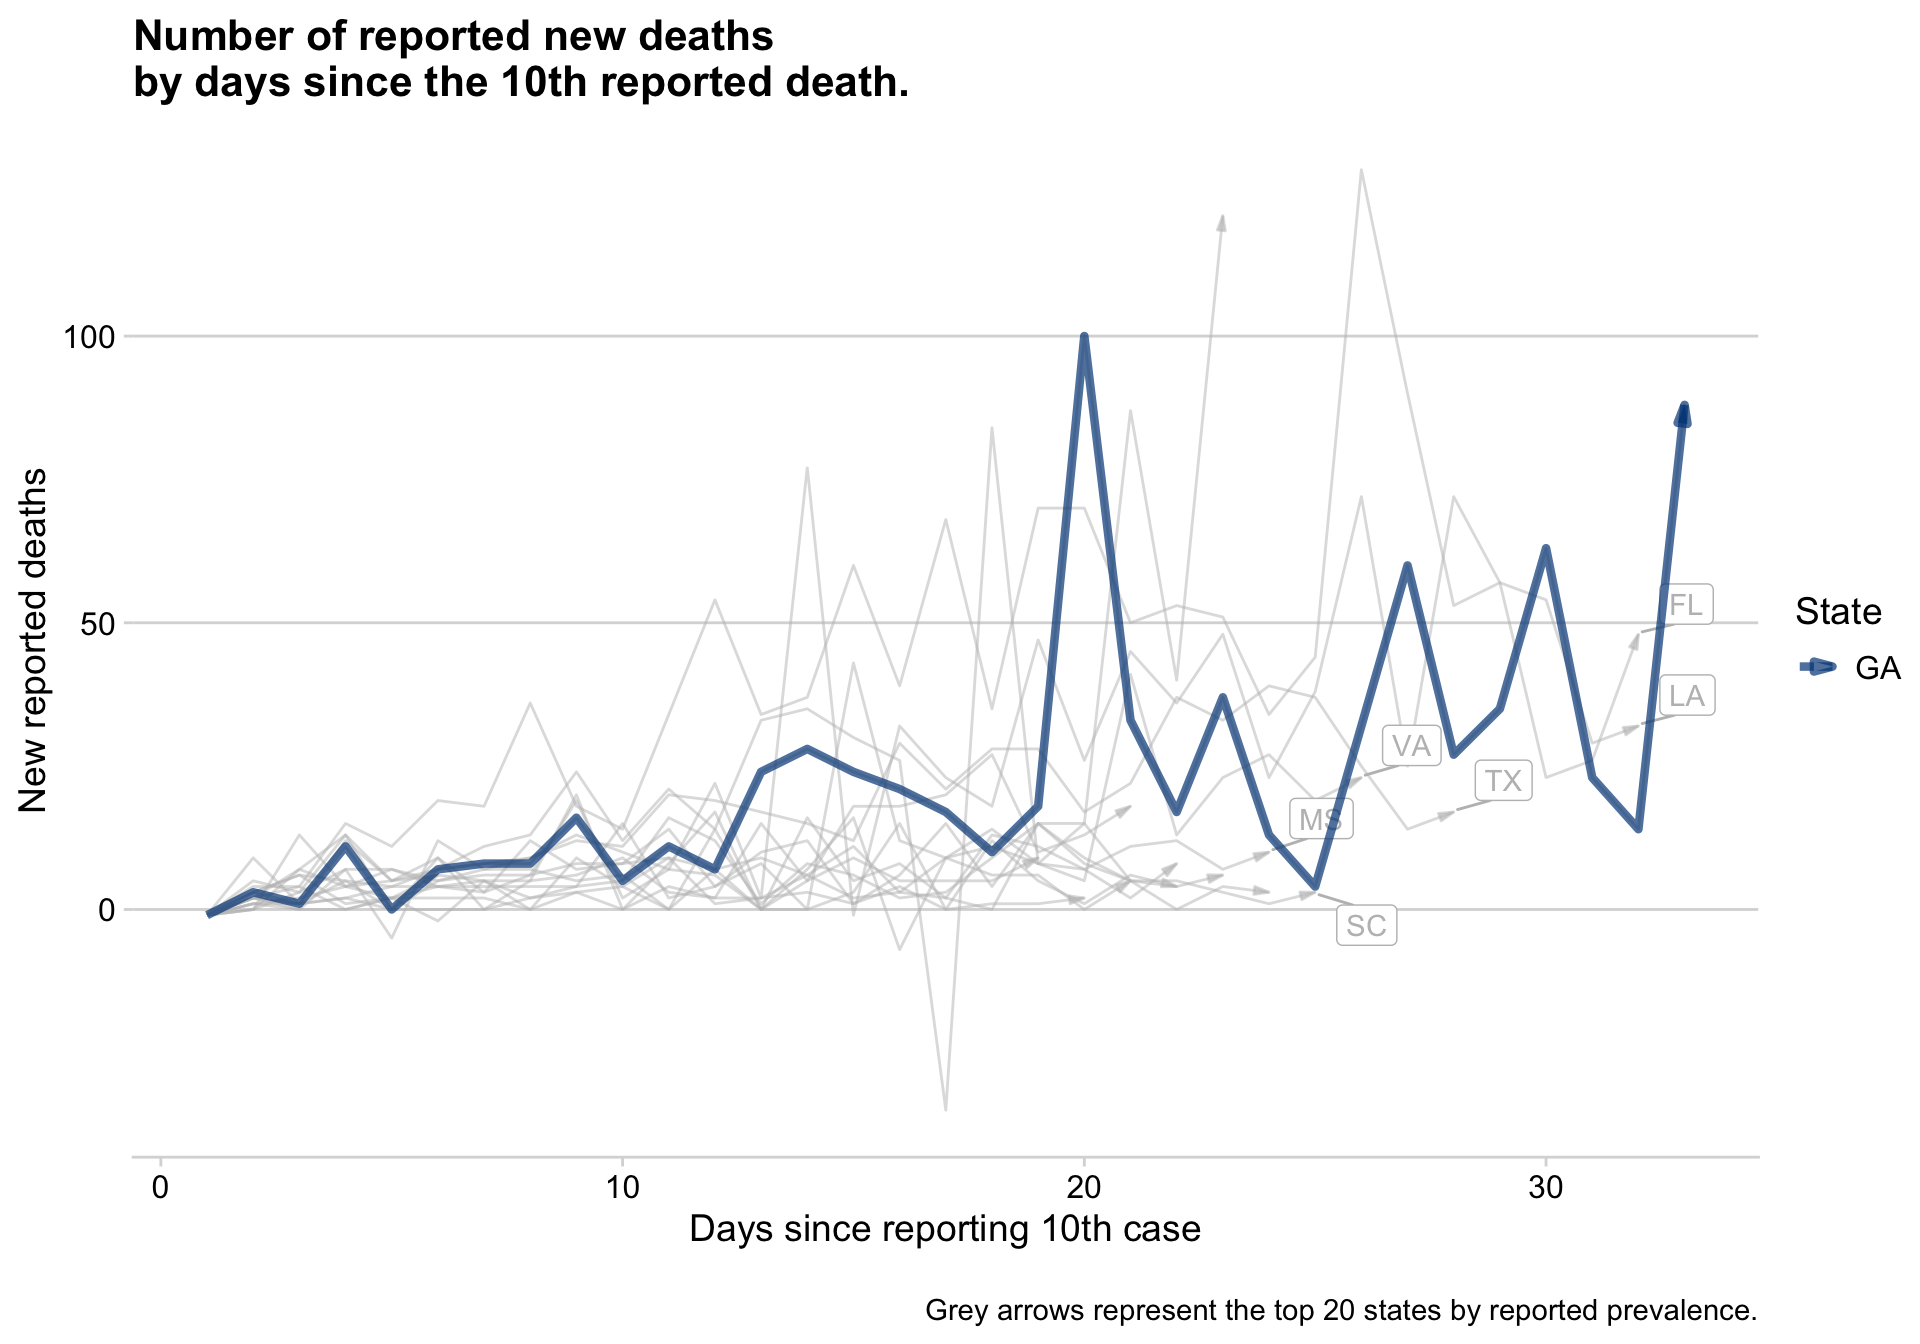 Number of reported new deaths
by days since the 10th reported death.
New reported deaths
100
50
0
FL
LA
VA
TX
MS
SC
State
GA
0
10
20
30
Days since reporting 10th case
Grey arrows represent the top 20 states by reported prevalence.